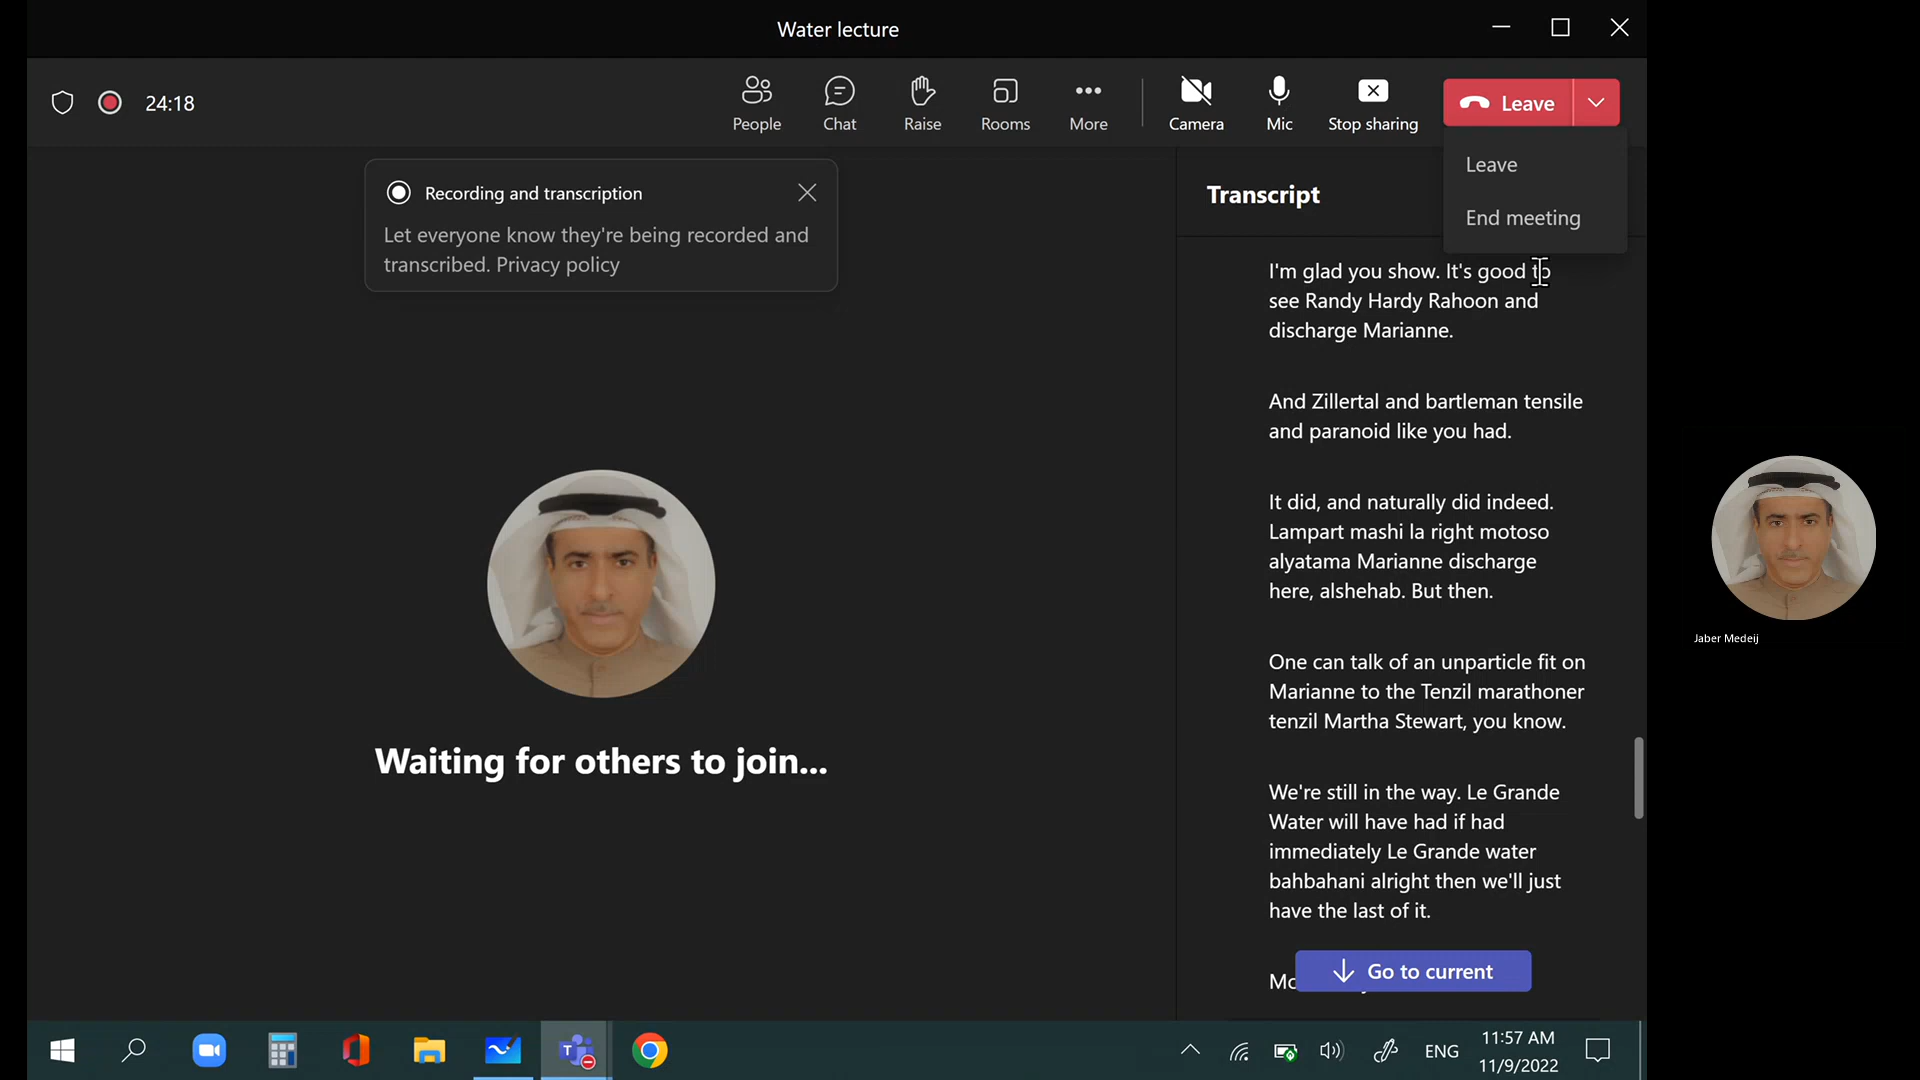 Water lecture
24:18
People
Chat
Raise
Rooms
More
Camera
Mic
Stop sharing
Leave
Leave
End meeting
Recording and transcription
Let everyone know they're being recorded and
transcribed. Privacy policy
Waiting for others to join...
Transcript
I'm glad you show. It's good to
see Randy Hardy Rahoon and
discharge Marianne.
And Zillertal and bartleman tensile
and paranoid like you had.
It did, and naturally did indeed.
Lampart mashi la right motoso
alyatama Marianne discharge
here, alshehab. But then.
One can talk of an unparticle fit on
Marianne to the Tenzil marathoner
tenzil Martha Stewart, you know.
We're still in the way. Le Grande
Water will have had if had
immediately Le Grande water
bahbahani alright then we'll just
have the last of it.
Go to current
Jaber Medeij
ENG
11:57 AM
11/9/2022